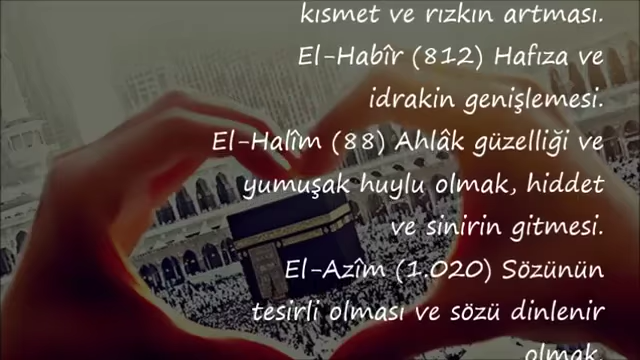 kısmet ve rızkın artması.
El-Habîr (812) Hafıza ve
idrakin genişlemesi.
El-Halîm (88) Ahlâk güzelliği ve
yumuşak huylu olmak, hiddet
ve sinirin gitmesi.
El-Azîm (1.020) Sözünün
tesirli olması ve sözü dinlenir
olmak.